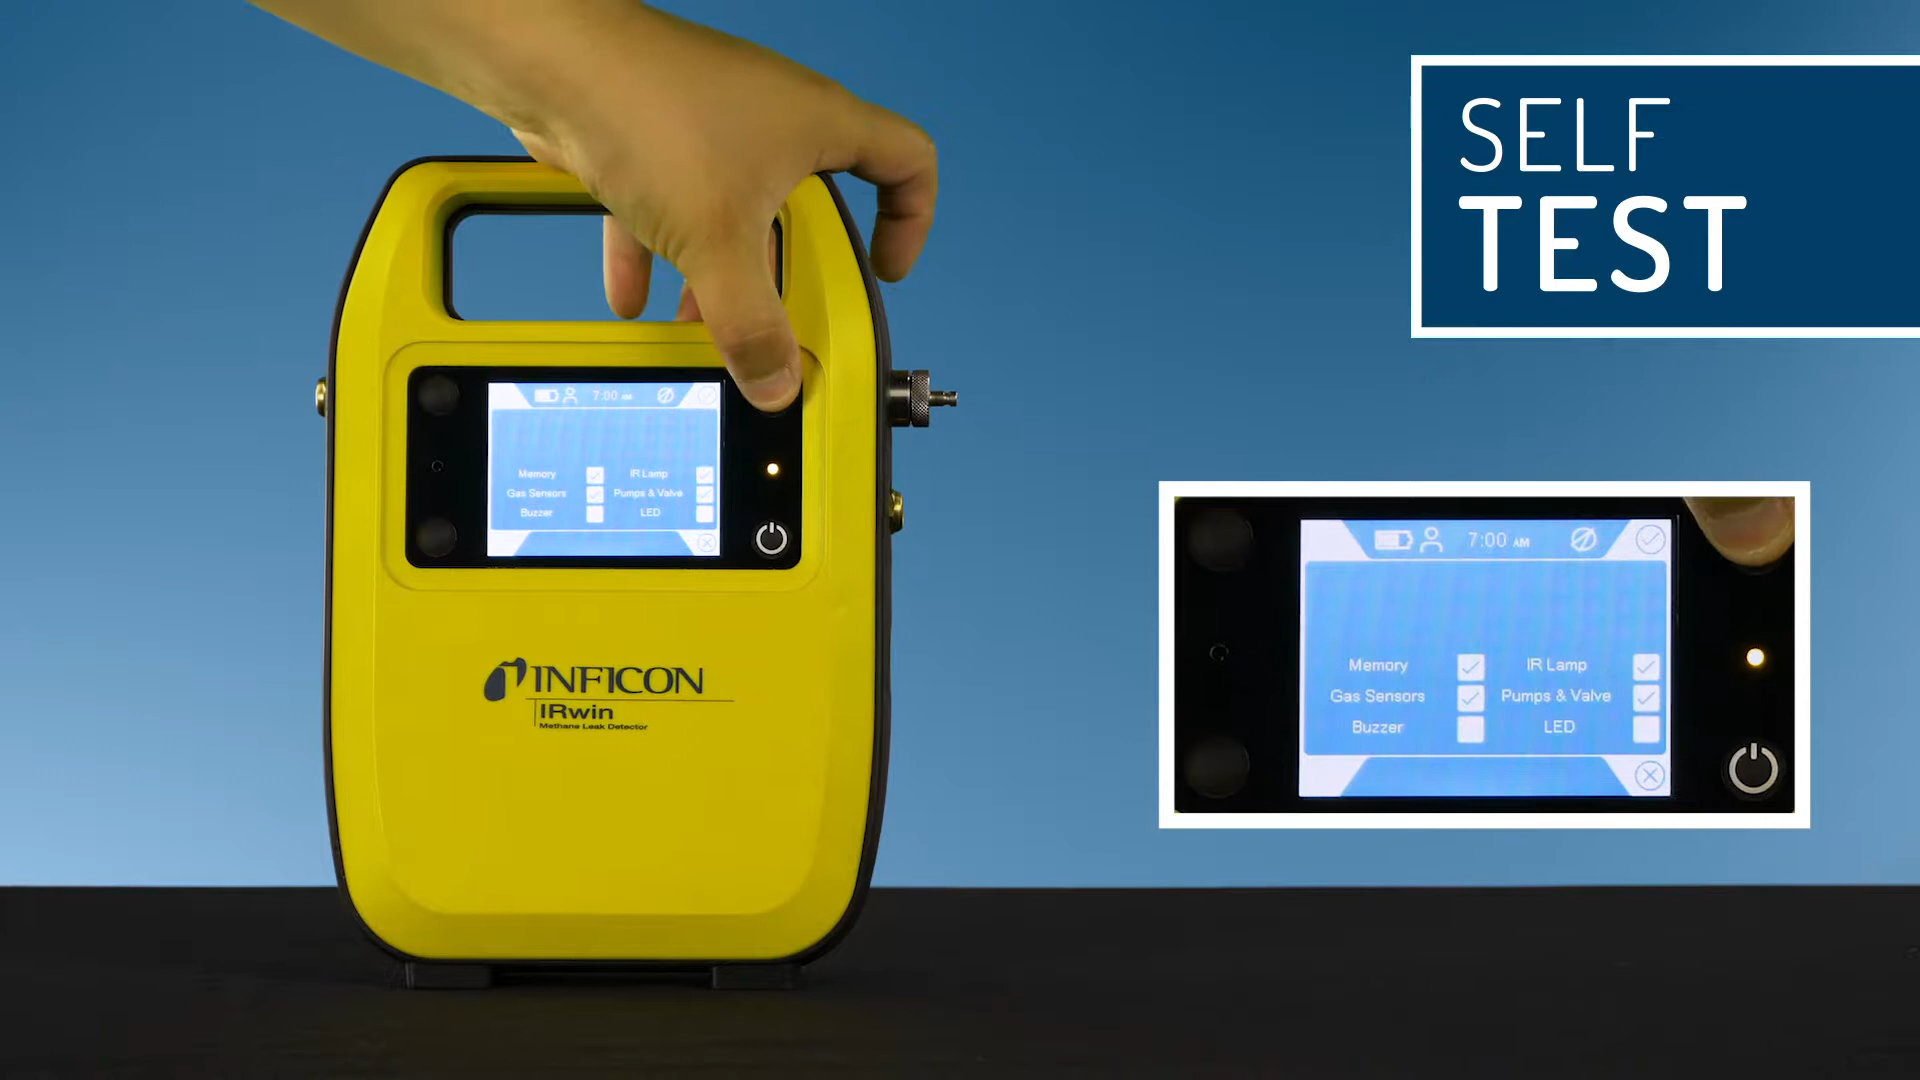 SELF
TEST
7:00 AM
Memory IR Lamp
Gas Sensors Pumps & Valve
Buzzer LED
INFICON
IRwin
Methane Leak Detector
7:00 AM
Memory IR Lamp
Gas Sensors Pumps & Valve
Buzzer LED